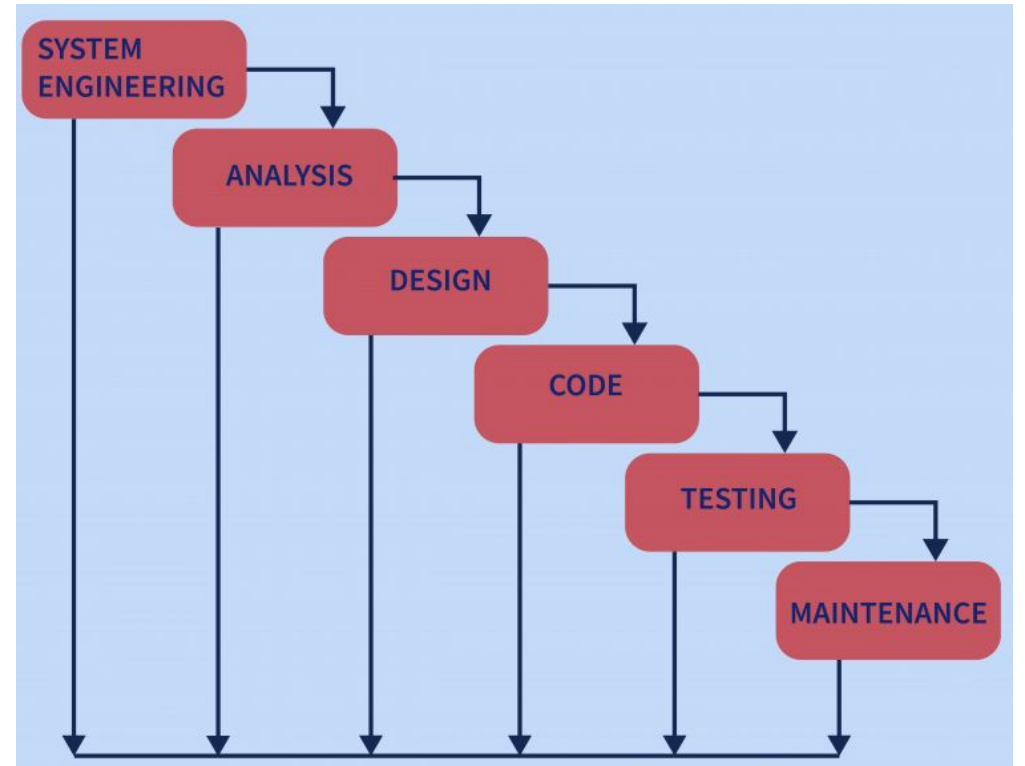 SYSTEM
ENGINEERING
ANALYSIS
DESIGN
CODE
TESTING
MAINTENANCE